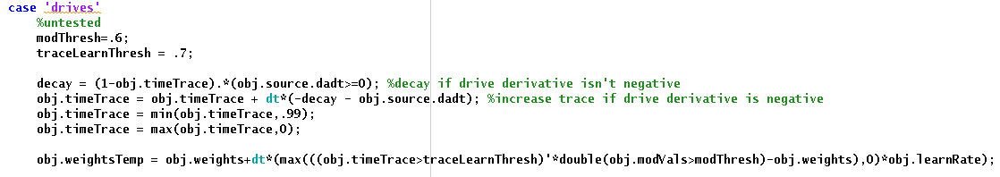 case 'drives'
%untested
modThresh=.6;
traceLearnThresh = .7;
decay = (1-obj.timeTrace).*(obj.source.dadt>=0); %decay if drive derivative isn't negative
obj.timeTrace = obj.timeTrace + dt*(-decay - obj.source.dadt); %increase trace if drive derivative is negative
obj.timeTrace = min(obj.timeTrace,.99);
obj.timeTrace = max(obj.timeTrace,0);
obj.weightsTemp = obj.weights+dt*(max(((obj.timeTrace>traceLearnThresh)'*double(obj.modVals>modThresh)-obj.weights),0)*obj.learnRate);